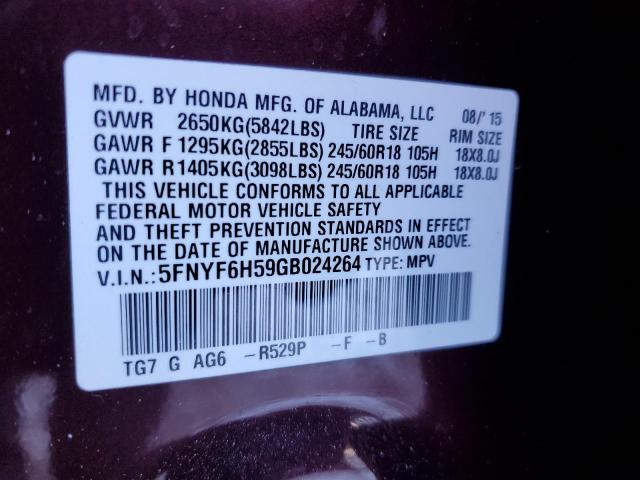 MFD. BY HONDA MFG. OF ALABAMA, LLC 08/'15
GVWR 2650KG(5842LBS) TIRE SIZE RIM SIZE
GAWR F 1295KG(2855LBS) 245/60R18 105H 18X8.0J
GAWR R1405KG(3098LBS) 245/60R18 105H 18X8.0J
THIS VEHICLE CONFORMS TO ALL APPLICABLE
FEDERAL MOTOR VEHICLE SAFETY
AND THEFT PREVENTION STANDARDS IN EFFECT
ON THE DATE OF MANUFACTURE SHOWN ABOVE.
V.I.N.:5FNYF6H59GB024264 TYPE: MPV
TG7 G AG6 -R529P -F -B